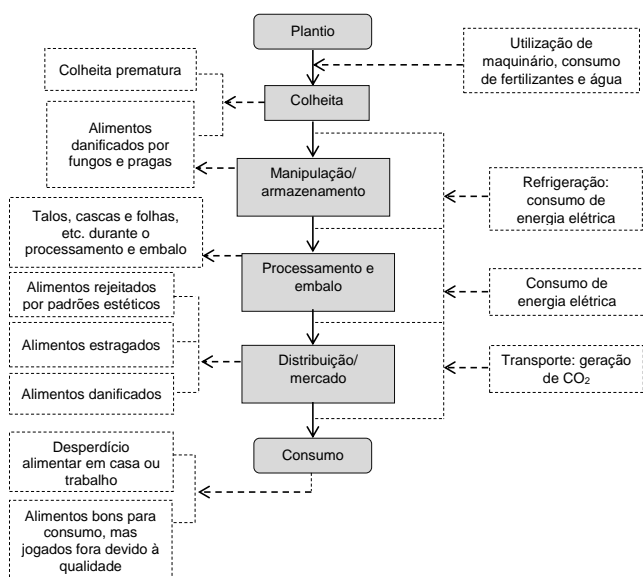 Plantio
Utilização de
maquinário, consumo
de fertilizantes e água
Colheita prematura
Colheita
Alimentos
danificados por
fungos e pragas
Manipulação/
armazenamento
Refrigeração:
consumo de
energia elétrica
Talos, cascas e folhas,
etc. durante o
processamento e embalo
Processamento e
embalo
Consumo de
energia elétrica
Alimentos rejeitados
por padrões estéticos
Alimentos estragados
Alimentos danificados
Distribuição/
mercado
Transporte: geração
de CO₂
Desperdício
alimentar em casa ou
trabalho
Consumo
Alimentos bons para
consumo, mas
jogados fora devido à
qualidade